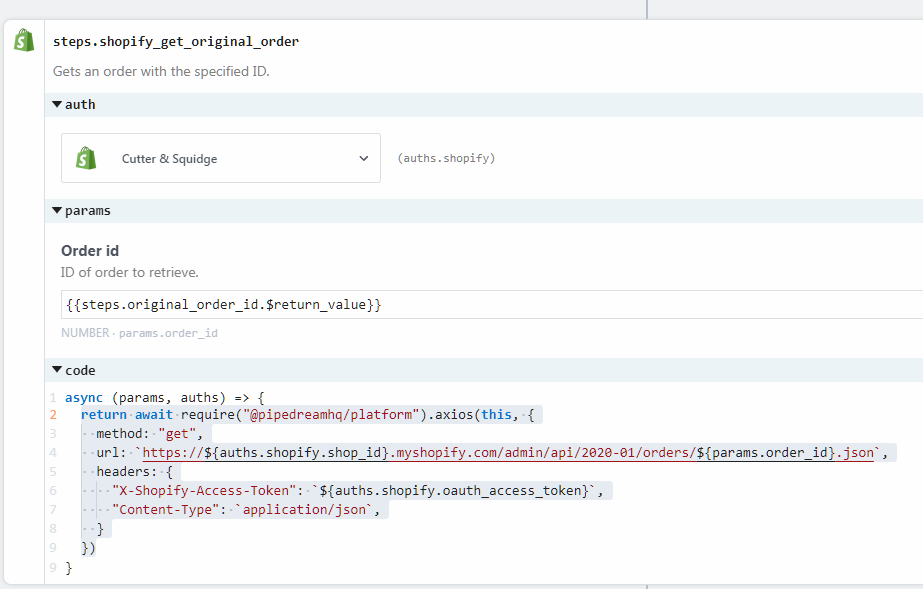 steps.shopify_get_original_order
Gets an order with the specified ID.
auth
Cutter & Squidge
(auths.shopify)
params
Order id
ID of order to retrieve.
{{steps.original_order_id.$return_value}}
NUMBER · params.order_id
code
1 async (params, auths) => {
2 return await require("@pipedreamhq/platform").axios(this, {
3 method: "get",
4 url: `https://${auths.shopify.shop_id}.myshopify.com/admin/api/2020-01/orders/${params.order_id}.json`,
5 headers: {
6 "X-Shopify-Access-Token": `${auths.shopify.oauth_access_token}`,
7 "Content-Type": `application/json`,
8 }
9 })
9 }